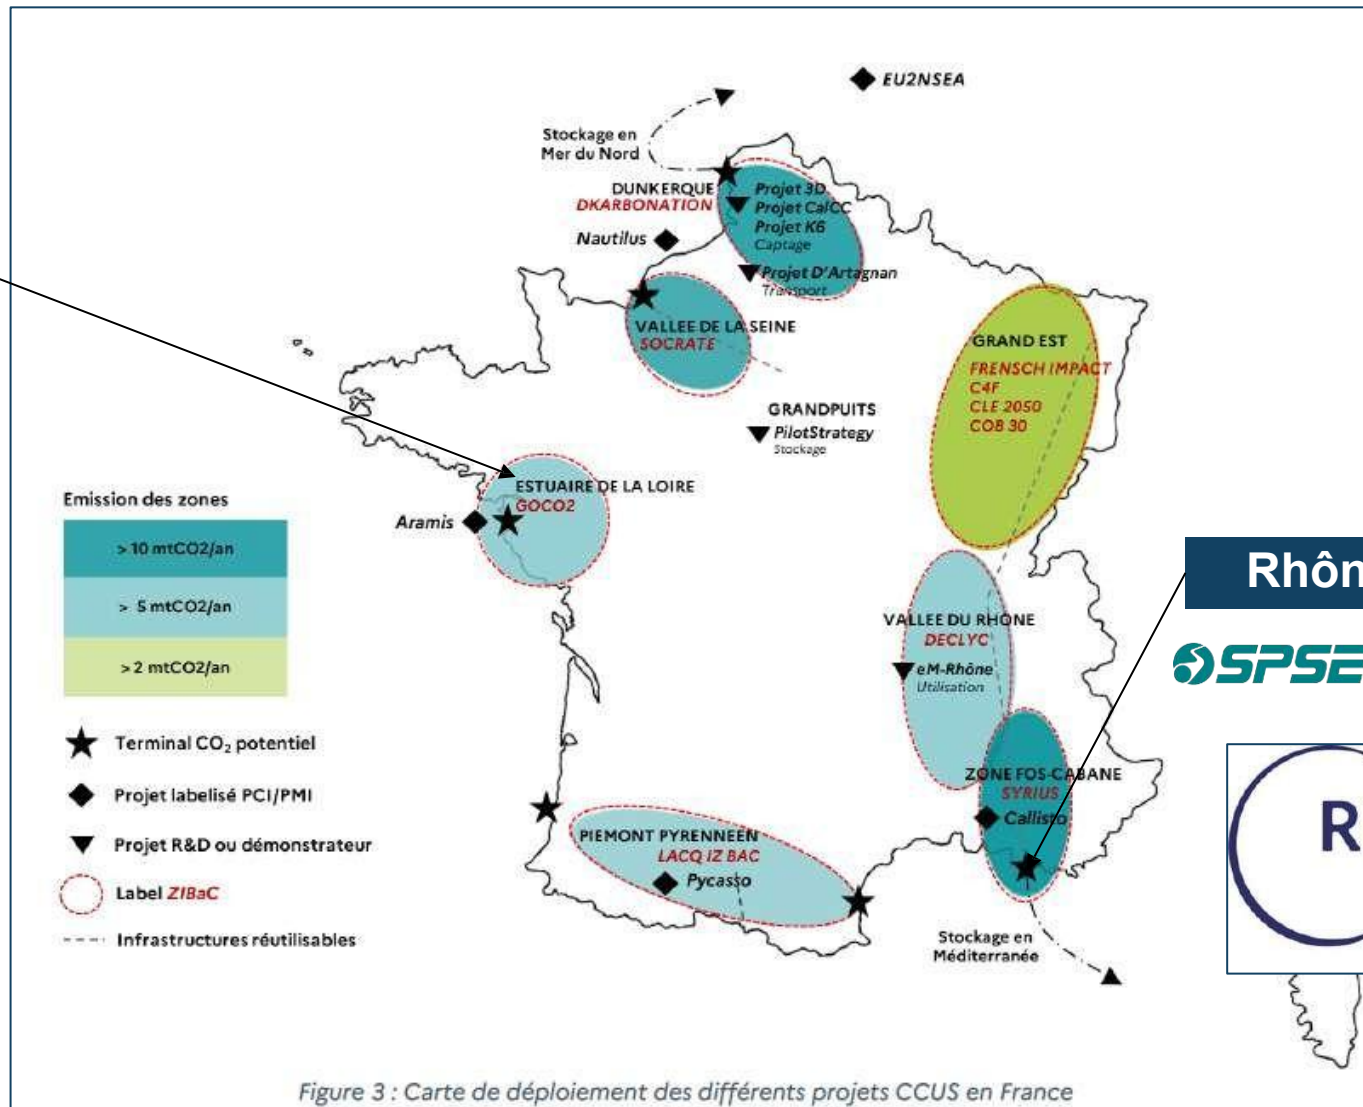 EU2NSEA
Stockage en
Mer du Nord
DUNKERQUE
DKARBONATION
Projet 3D
Projet CalCC
Projet K6
Captage
Nautilus
Projet D'Artagnan
Transport
VALLEE DE LA SEINE
SOCRATE
GRAND EST
FRENSCH IMPACT
C4F
CLE 2050
COB 30
GRANDPUITS
PilotStrategy
Stockage
ESTUAIRE DE LA LOIRE
GOCO2
Aramis
Emission des zones
> 10 mtCO2/an
> 5 mtCO2/an
> 2 mtCO2/an
Rhôn
SPSE
VALLEE DU RHONE
DECLYC
eM-Rhône
Utilisation
ZONE FOS-CABANE
SYRIUS
Callisto
R
PIEMONT PYRENNEEN
LACQ IZ BAC
Pycasso
Terminal CO₂ potentiel
Projet labelisé PCI/PMI
Projet R&D ou démonstrateur
Label ZIBaC
Infrastructures réutilisables
Stockage en
Méditerranée
Figure 3 : Carte de déploiement des différents projets CCUS en France